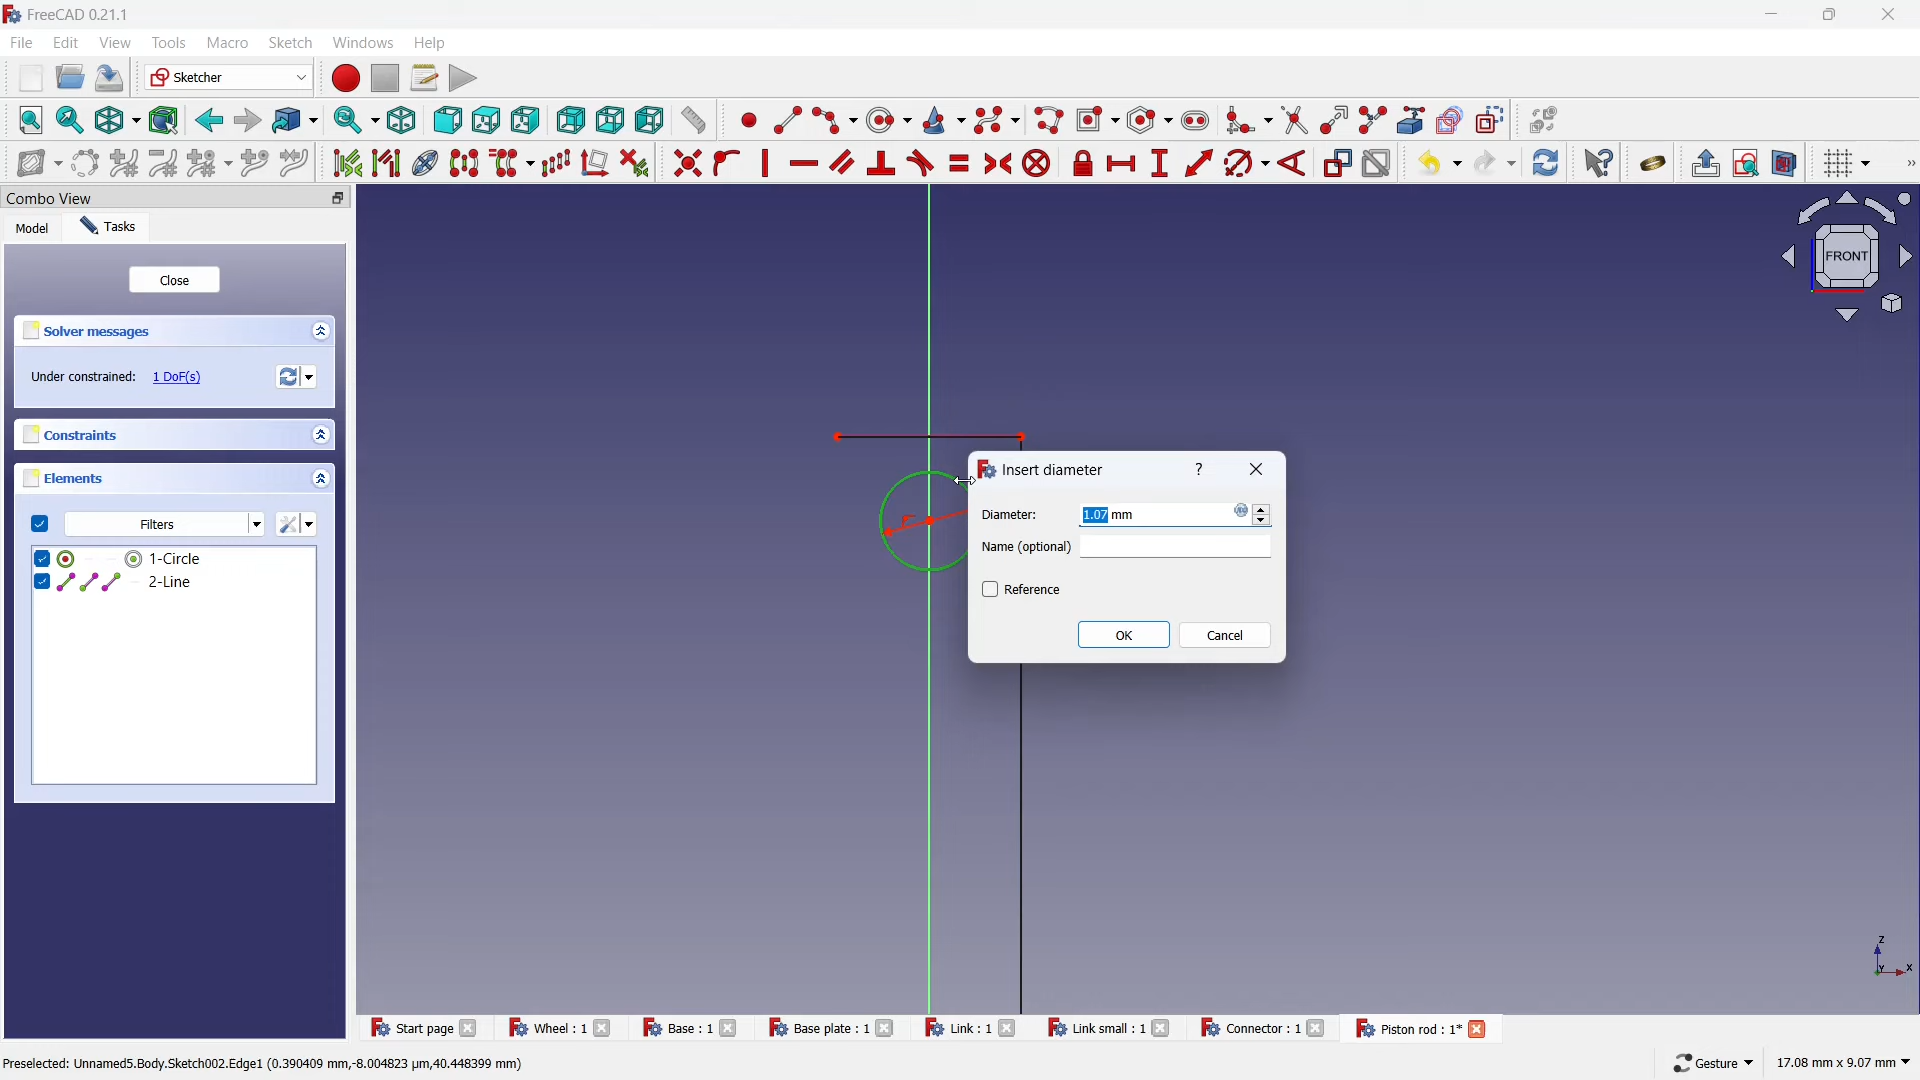 FreeCAD 0.21.1
File Edit View Tools Macro Sketch Windows Help
Sketcher
Combo View
Model Tasks
Close
Solver messages
Under constrained: 1 DoF(s)
Constraints
Elements
Filters
1-Circle
2-Line
FRONT
Insert diameter ?
Diameter: 1.07 mm
Name (optional)
Reference
OK Cancel
Z
Y X
Start page Wheel : 1 Base : 1 Base plate : 1 Link : 1 Link small : 1 Connector : 1 Piston rod : 1*
Preselected: Unnamed5.Body.Sketch002.Edge1 (0.390409 mm,-8.004823 µm,40.448399 mm) Gesture 17.08 mm x 9.07 mm